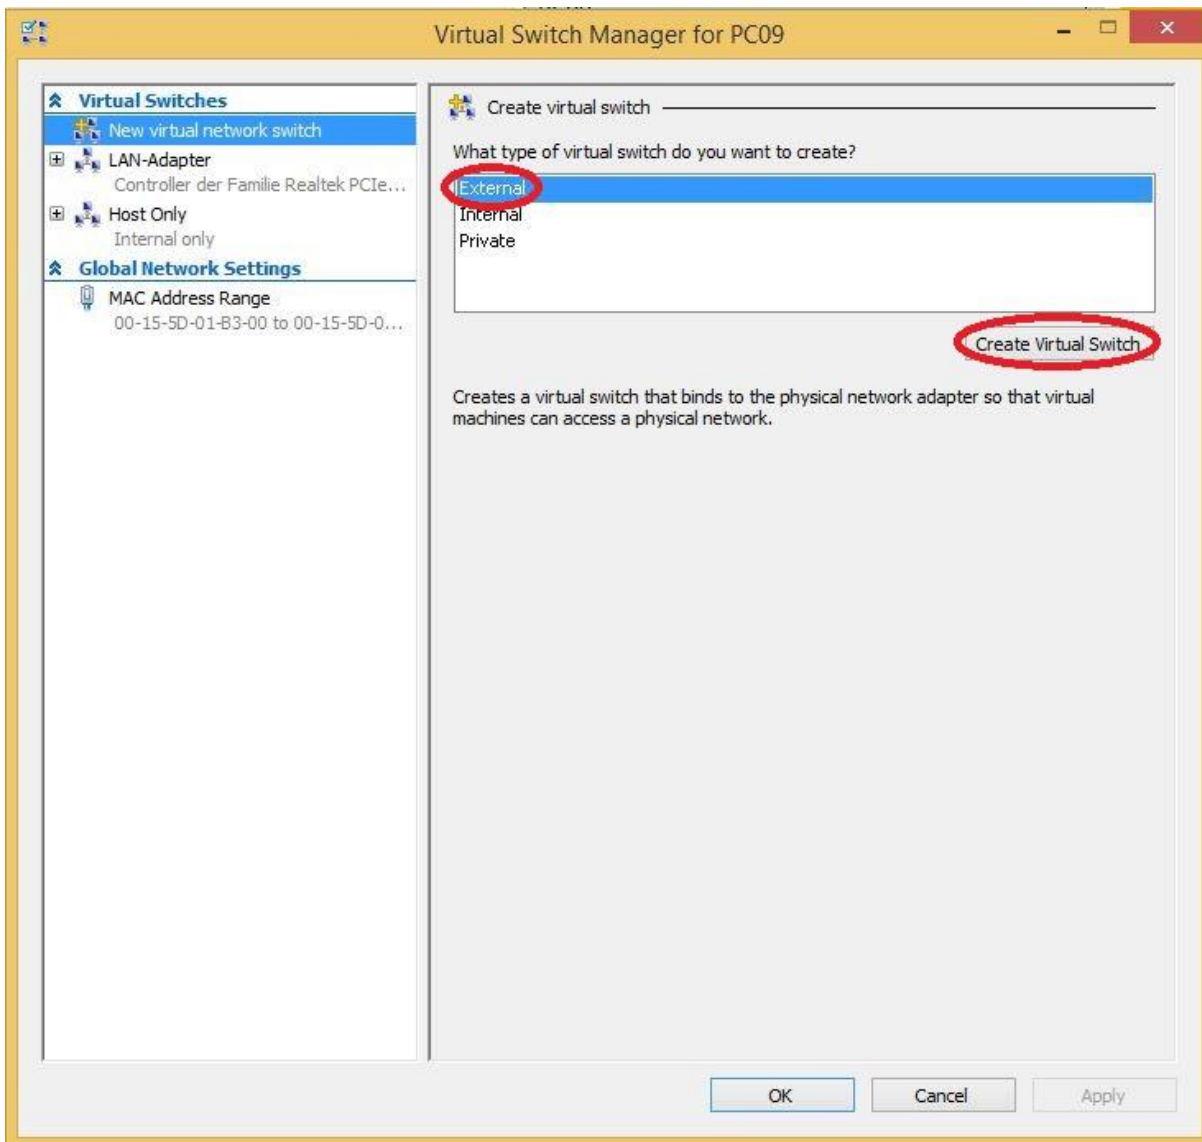 Virtual Switch Manager for PC09
Virtual Switches
New virtual network switch
LAN-Adapter
Controller der Familie Realtek PCIe...
Host Only
Internal only
Global Network Settings
MAC Address Range
00-15-5D-01-B3-00 to 00-15-5D-0...
Create virtual switch
What type of virtual switch do you want to create?
External
Internal
Private
Create Virtual Switch
Creates a virtual switch that binds to the physical network adapter so that virtual
machines can access a physical network.
OK
Cancel
Apply